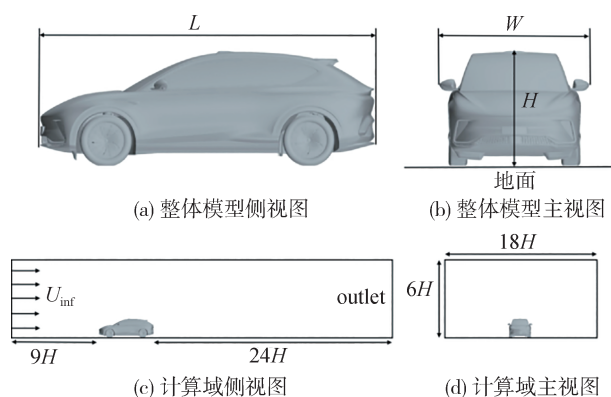 L
W
H
地面
(a) 整体模型侧视图
(b) 整体模型主视图
18H
U_inf
outlet
6H
9H
24H
(c) 计算域侧视图
(d) 计算域主视图